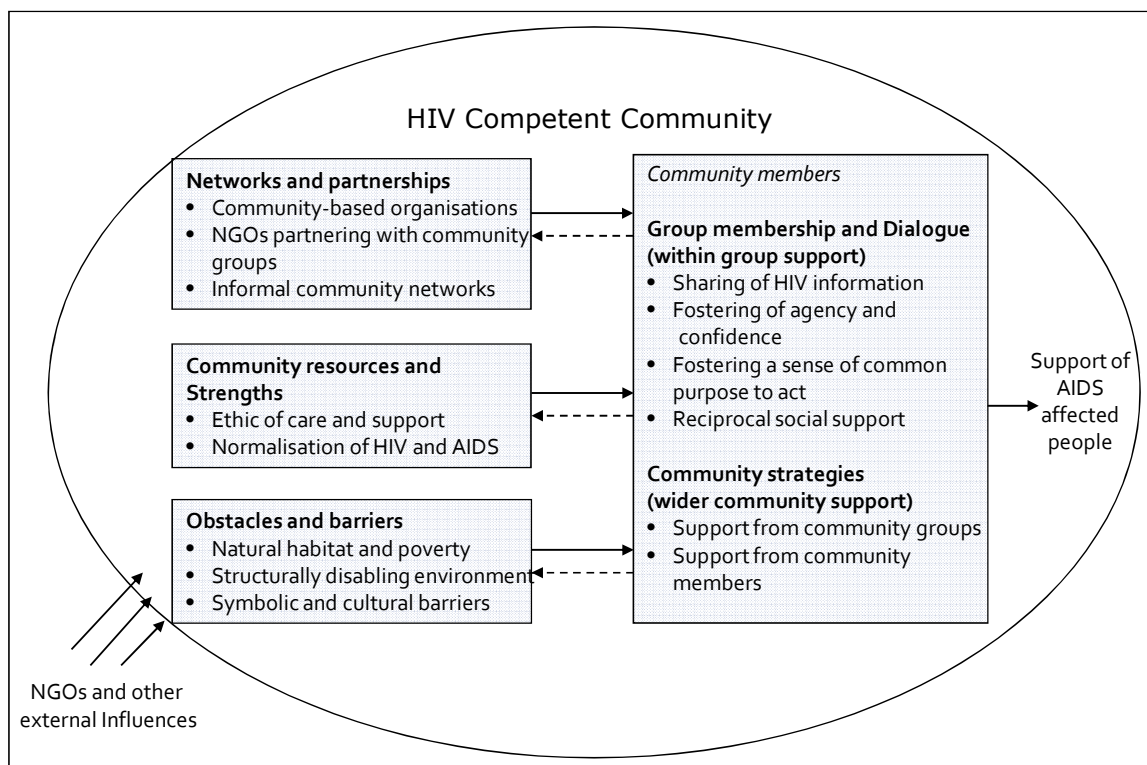 HIV Competent Community
Networks and partnerships
• Community-based organisations
• NGOs partnering with community
groups
• Informal community networks
Community resources and
Strengths
• Ethic of care and support
• Normalisation of HIV and AIDS
Obstacles and barriers
• Natural habitat and poverty
• Structurally disabling environment
• Symbolic and cultural barriers
NGOs and other
external Influences
Community members
Group membership and Dialogue
(within group support)
• Sharing of HIV information
• Fostering of agency and
confidence
• Fostering a sense of common
purpose to act
• Reciprocal social support
Community strategies
(wider community support)
• Support from community groups
• Support from community
members
Support of
AIDS
affected
people